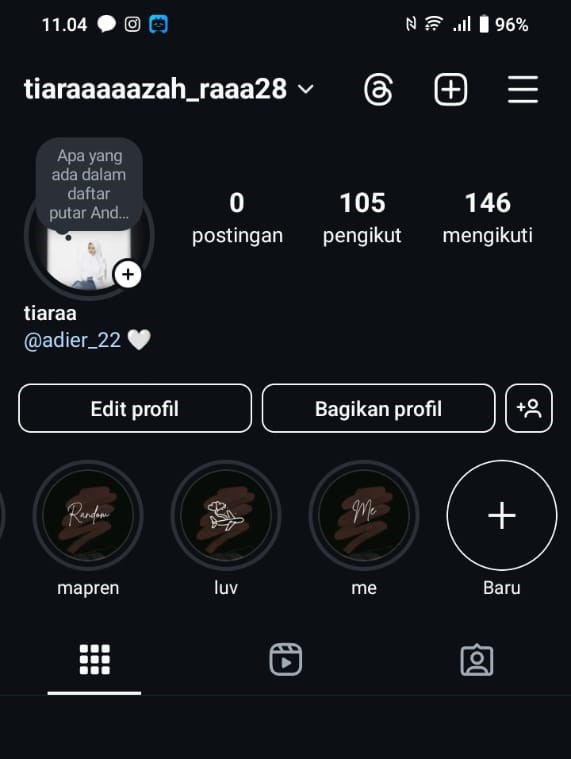 11.04
96%
tiaraaaaazah_raaa28
Apa yang
ada dalam
daftar
putar And...
0
postingan
105
pengikut
146
mengikuti
tiaraa
@adier_22 🤍
Edit profil
Bagikan profil
Random
Me
mapren
luv
me
Baru